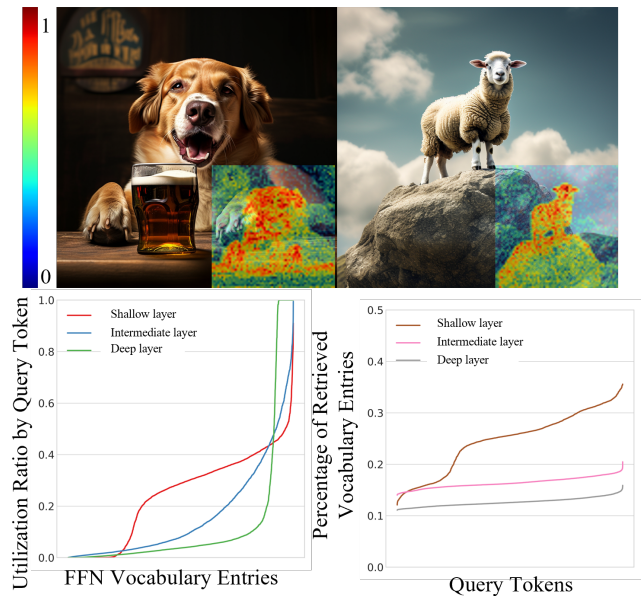 1
0
Utilization Ratio by Query Token
1.0
0.8
0.6
0.4
0.2
0.0
Shallow layer
Intermediate layer
Deep layer
FFN Vocabulary Entries
Percentage of Retrieved
Vocabulary Entries
0.5
0.4
0.3
0.2
0.1
0.0
Shallow layer
Intermediate layer
Deep layer
Query Tokens